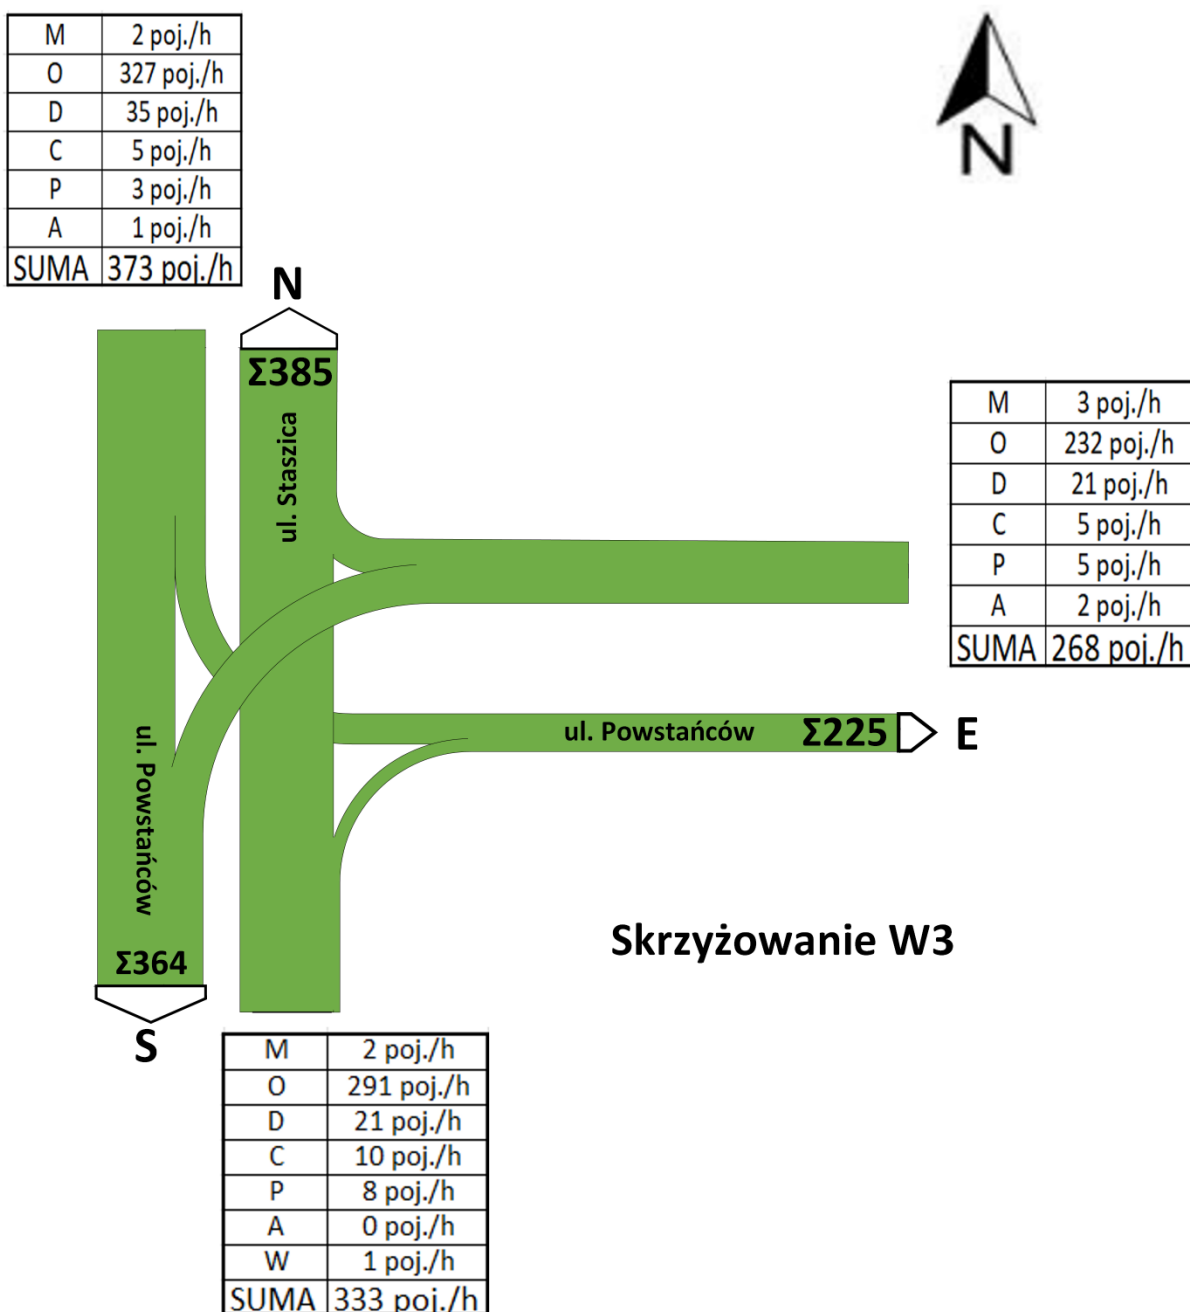 M 2 poj./h
O 327 poj./h
D 35 poj./h
C 5 poj./h
P 3 poj./h
A 1 poj./h
SUMA 373 poj./h
N
N
Σ385
ul. Staszica
M 3 poj./h
O 232 poj./h
D 21 poj./h
C 5 poj./h
P 5 poj./h
A 2 poj./h
SUMA 268 poj./h
ul. Powstańców Σ225 E
ul. Powstańców
Σ364
S
Skrzyżowanie W3
M 2 poj./h
O 291 poj./h
D 21 poj./h
C 10 poj./h
P 8 poj./h
A 0 poj./h
W 1 poj./h
SUMA 333 poj./h